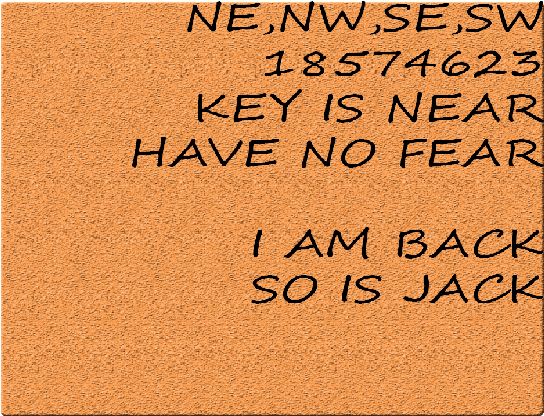 NE,NW,SE,SW
18574623
KEY IS NEAR
HAVE NO FEAR
I AM BACK
SO IS JACK